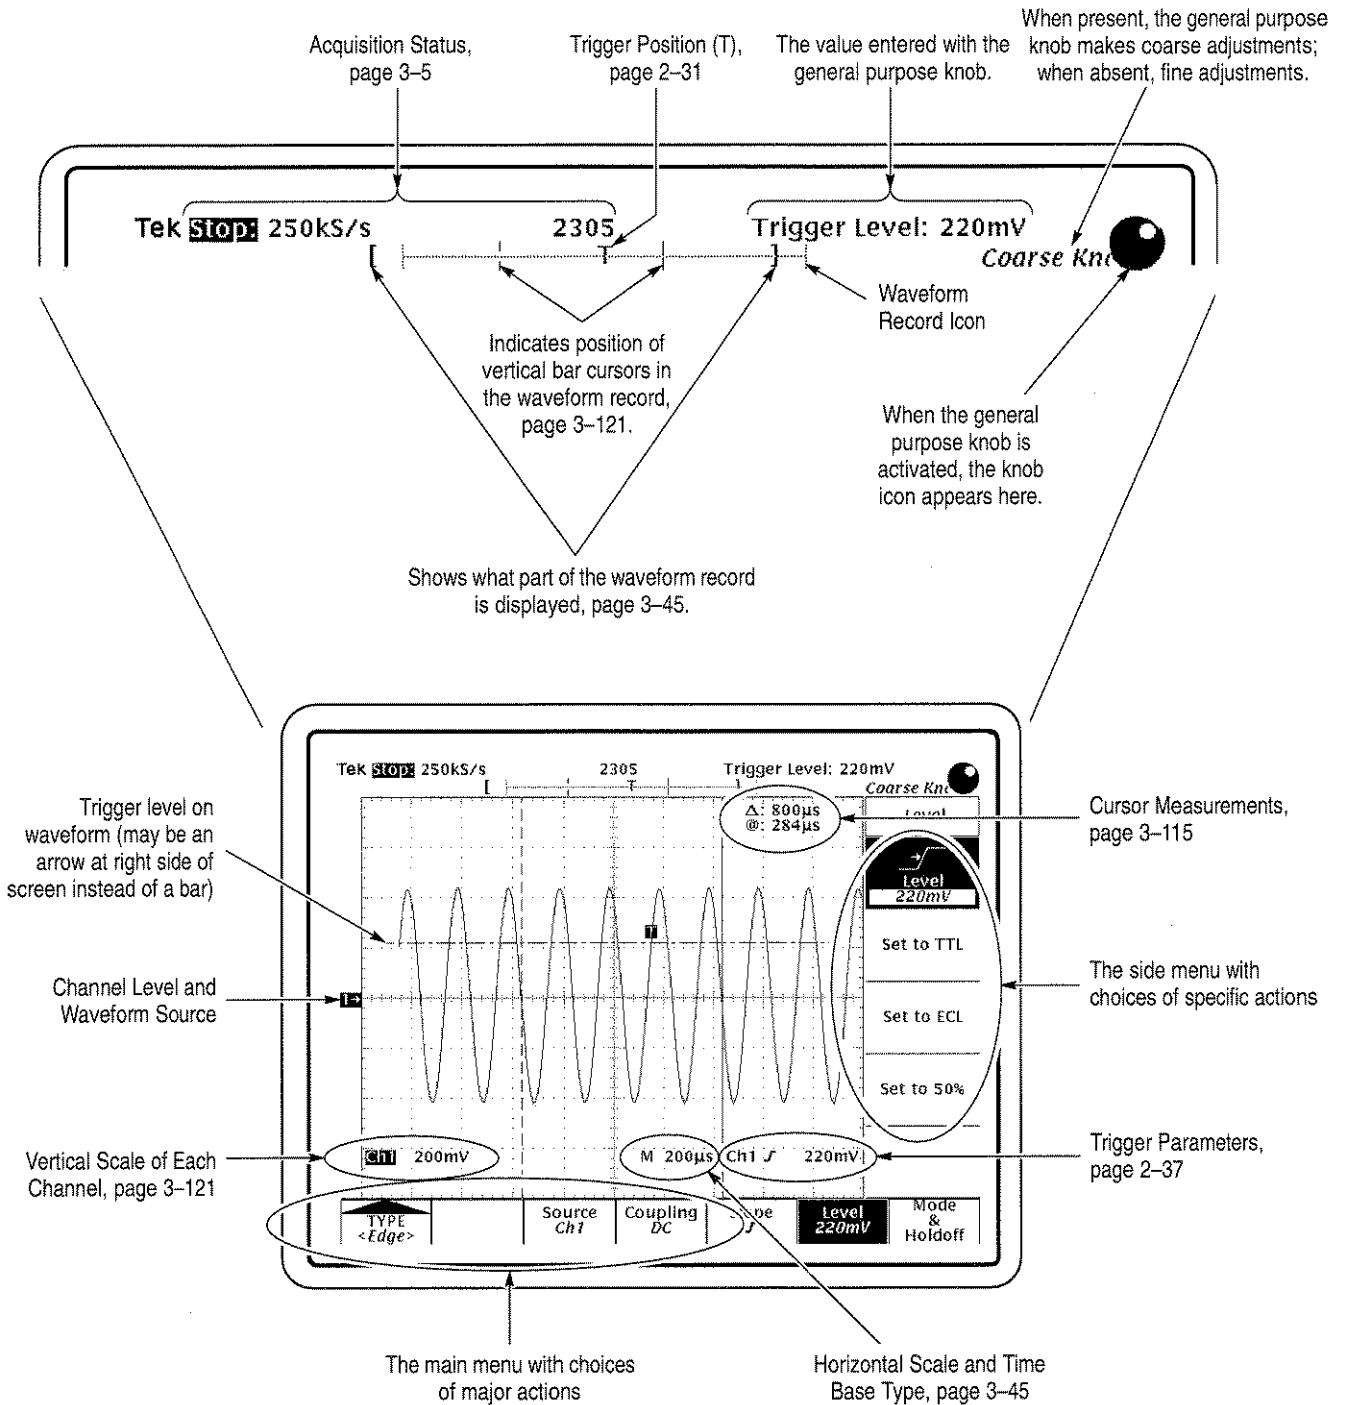 Acquisition Status,
page 3–5
Trigger Position (T),
page 2–31
The value entered with the
general purpose knob.
When present, the general purpose
knob makes coarse adjustments;
when absent, fine adjustments.
Tek Stop: 250kS/s
2305
Trigger Level: 220mV
Coarse
[
T
]
Waveform
Record Icon
Indicates position of
vertical bar cursors in
the waveform record,
page 3–121.
When the general
purpose knob is
activated, the knob
icon appears here.
Shows what part of the waveform record
is displayed, page 3–45.
Tek Stop: 250kS/s
2305
Trigger Level: 220mV
Coarse
[
T
]
Δ: 800µs
@: 284µs
Level
Level
220mV
Set to TTL
Set to ECL
Set to 50%
T
1→
Ch1 200mV
M 200µs
Ch1 ƒ 220mV
TYPE
<Edge>
Source
Ch1
Coupling
DC
ƒ
Level
220mV
Mode
&
Holdoff
Trigger level on
waveform (may be an
arrow at right side of
screen instead of a bar)
Channel Level and
Waveform Source
Vertical Scale of Each
Channel, page 3–121
Cursor Measurements,
page 3–115
The side menu with
choices of specific actions
Trigger Parameters,
page 2–37
The main menu with choices
of major actions
Horizontal Scale and Time
Base Type, page 3–45